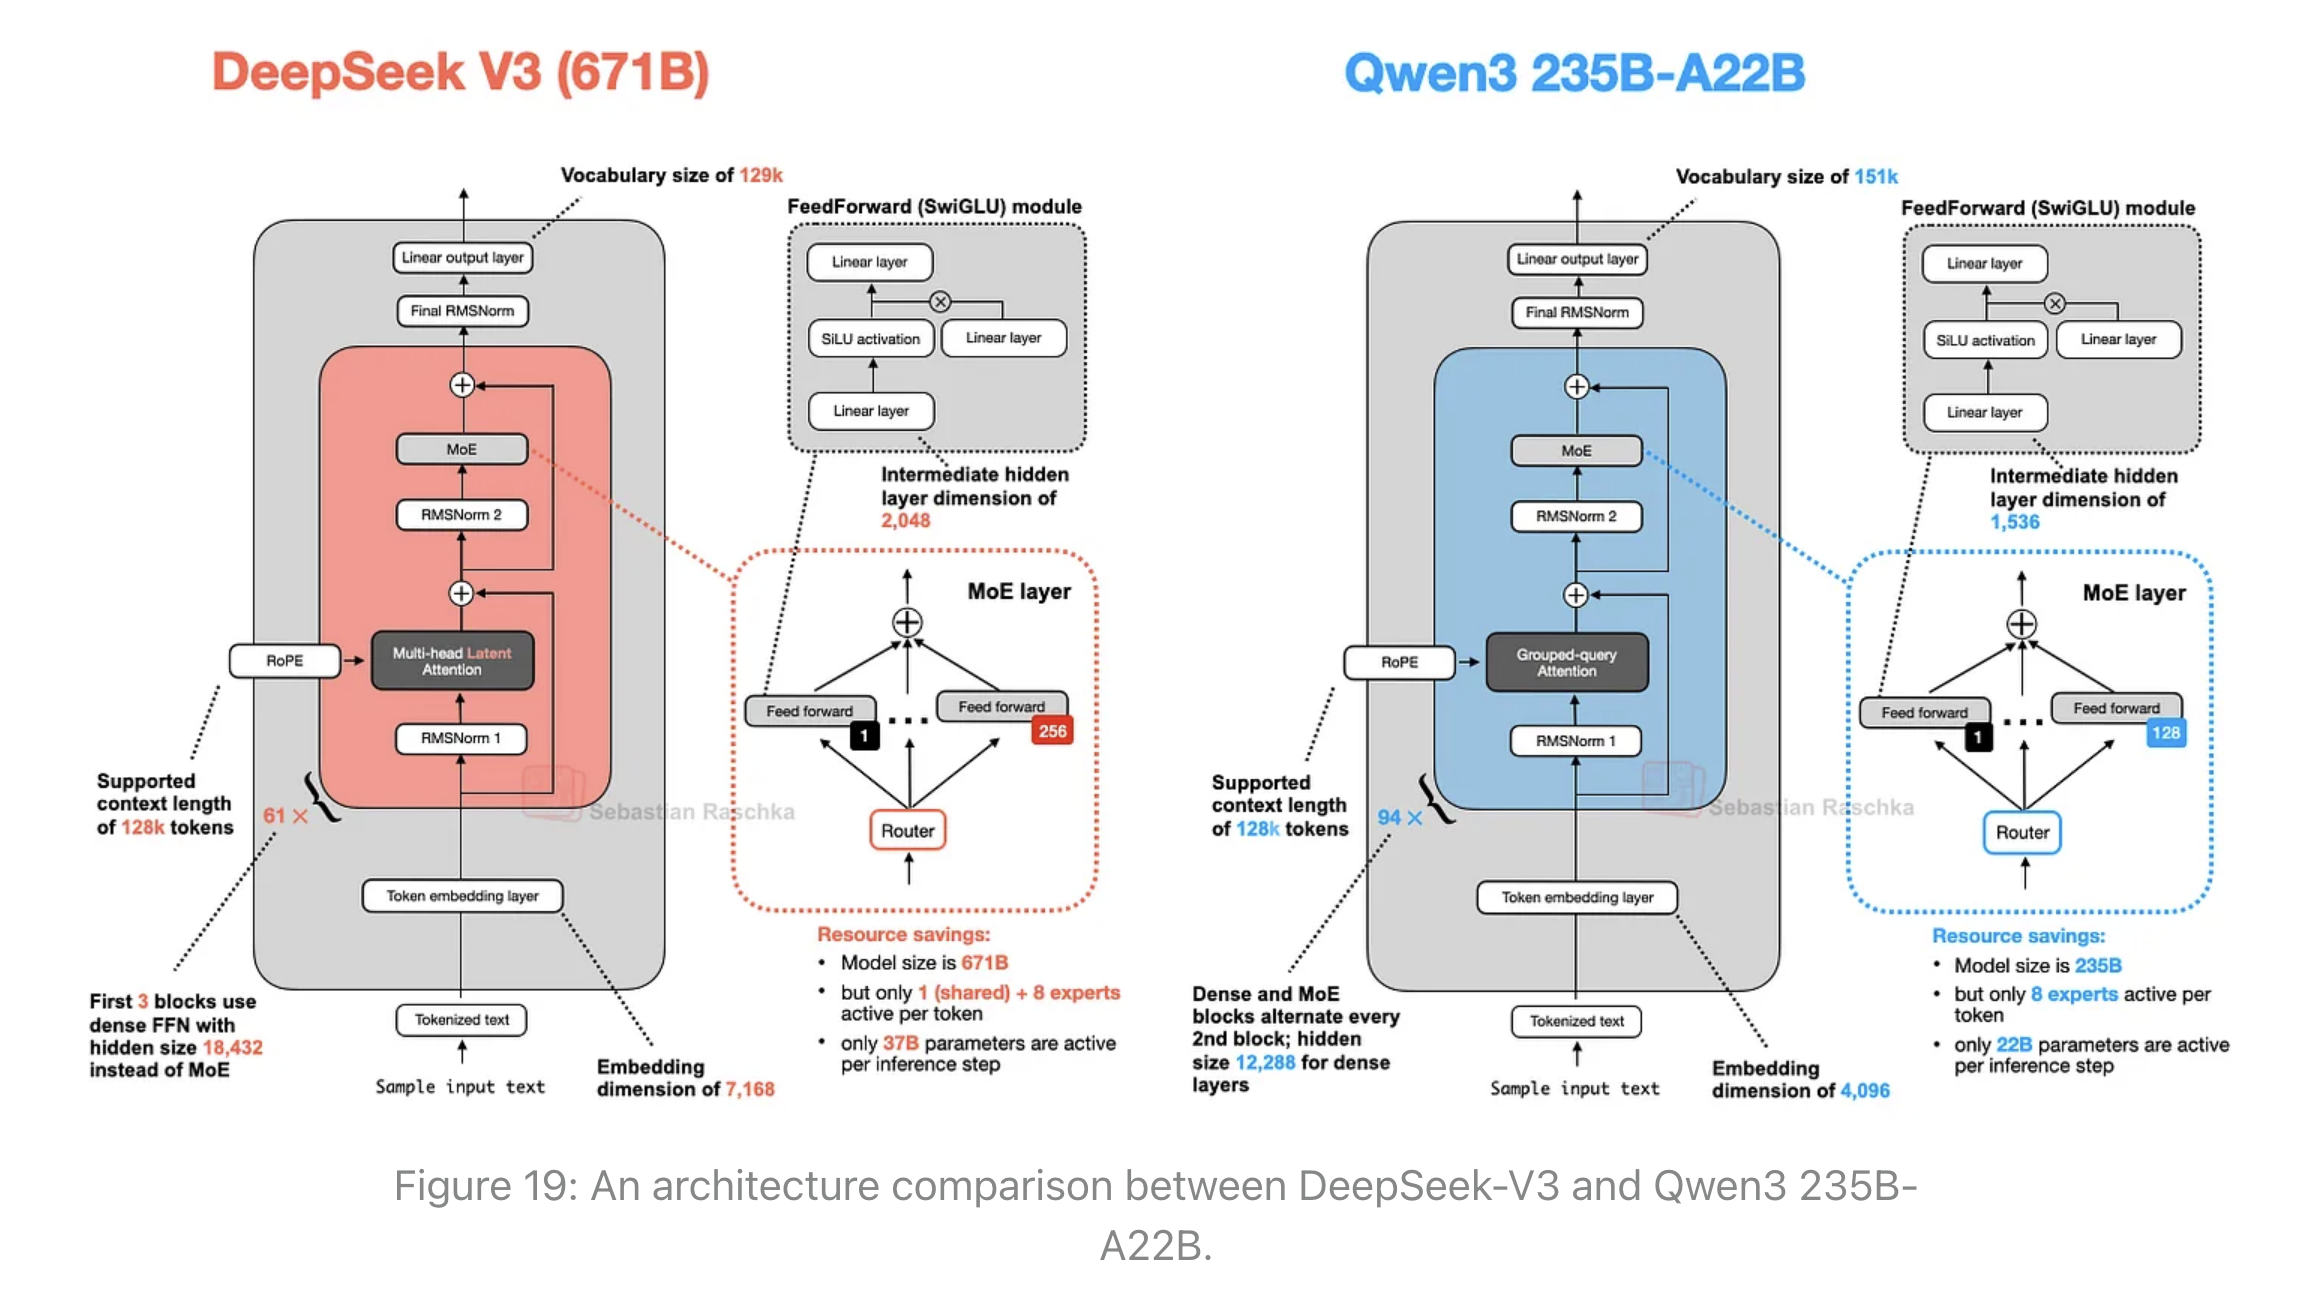 DeepSeek V3 (671B)
Vocabulary size of 129k
FeedForward (SwiGLU) module
Linear output layer
Linear layer
Final RMSNorm
SiLU activation
Linear layer
Linear layer
MoE
Intermediate hidden
layer dimension of
2,048
RMSNorm 2
MoE layer
RoPE
Multi-head Latent
Attention
Feed forward
1
Feed forward
256
RMSNorm 1
Supported
context length
of 128k tokens
61 ×
Sebastian Raschka
Router
Token embedding layer
Resource savings:
• Model size is 671B
• but only 1 (shared) + 8 experts
active per token
• only 37B parameters are active
per inference step
First 3 blocks use
dense FFN with
hidden size 18,432
instead of MoE
Tokenized text
Sample input text
Embedding
dimension of 7,168
Qwen3 235B-A22B
Vocabulary size of 151k
FeedForward (SwiGLU) module
Linear output layer
Linear layer
Final RMSNorm
SiLU activation
Linear layer
Linear layer
MoE
Intermediate hidden
layer dimension of
1,536
RMSNorm 2
MoE layer
RoPE
Grouped-query
Attention
Feed forward
1
Feed forward
128
RMSNorm 1
Supported
context length
of 128k tokens
94 ×
Sebastian Raschka
Router
Token embedding layer
Resource savings:
• Model size is 235B
• but only 8 experts active per
token
• only 22B parameters are active
per inference step
Dense and MoE
blocks alternate every
2nd block; hidden
size 12,288 for dense
layers
Tokenized text
Sample input text
Embedding
dimension of 4,096
Figure 19: An architecture comparison between DeepSeek-V3 and Qwen3 235B-
A22B.